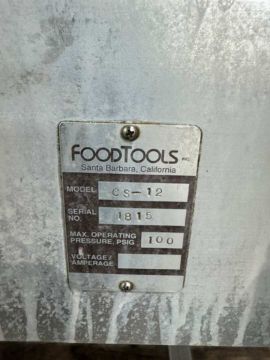 FOODTOOLS INC.
Santa Barbara, California
MODEL CS-12
SERIAL NO. 1815
MAX. OPERATING PRESSURE, PSIG 100
VOLTAGE/ AMPERAGE